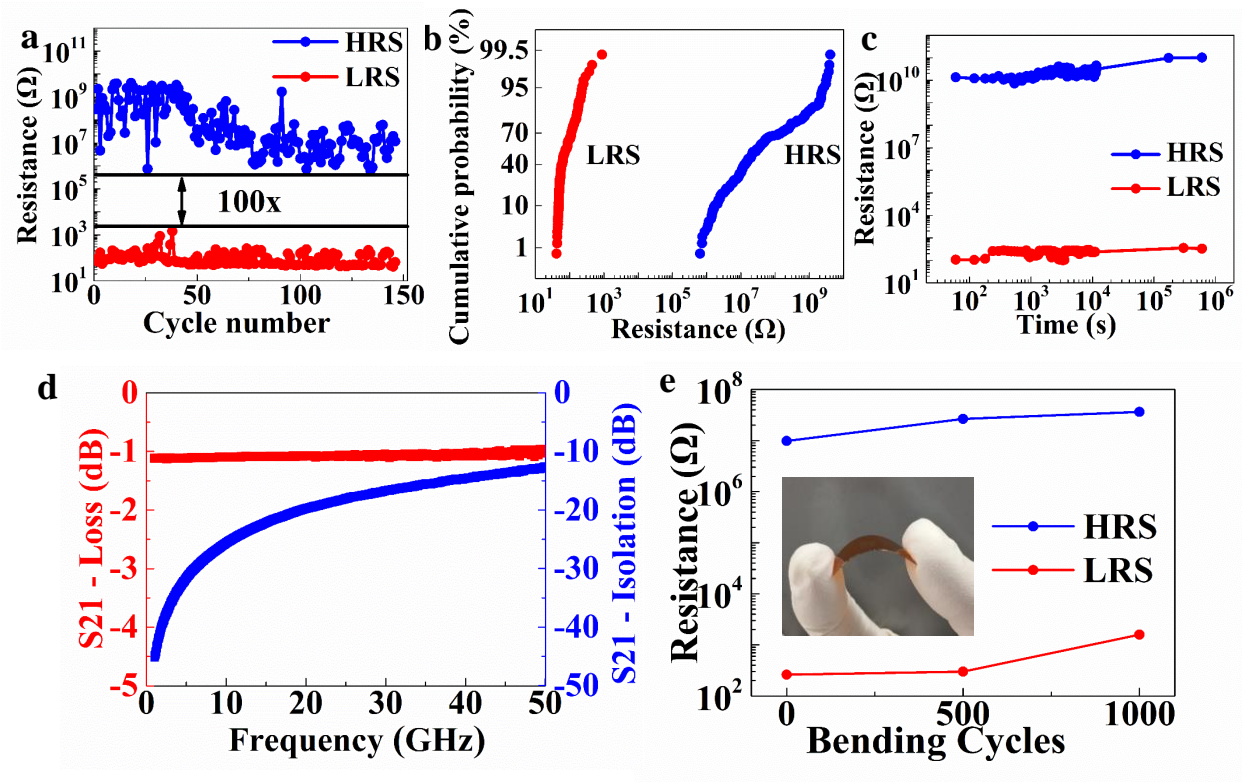 a
Resistance (Ω)
10¹¹
10⁹
10⁷
10⁵
10³
10¹
HRS
LRS
100x
0
50
100
150
Cycle number
b
Cumulative probability (%)
99.5
95
70
40
10
1
LRS
HRS
10¹
10³
10⁵
10⁷
10⁹
Resistance (Ω)
c
Resistance (Ω)
10¹⁰
10⁷
10⁴
10¹
HRS
LRS
10²
10³
10⁴
10⁵
10⁶
Time (s)
d
S21 - Loss (dB)
0
-1
-2
-3
-4
-5
0
-10
-20
-30
-40
-50
S21 - Isolation (dB)
0
10
20
30
40
50
Frequency (GHz)
e
Resistance (Ω)
10⁸
10⁶
10⁴
10²
HRS
LRS
0
500
1000
Bending Cycles